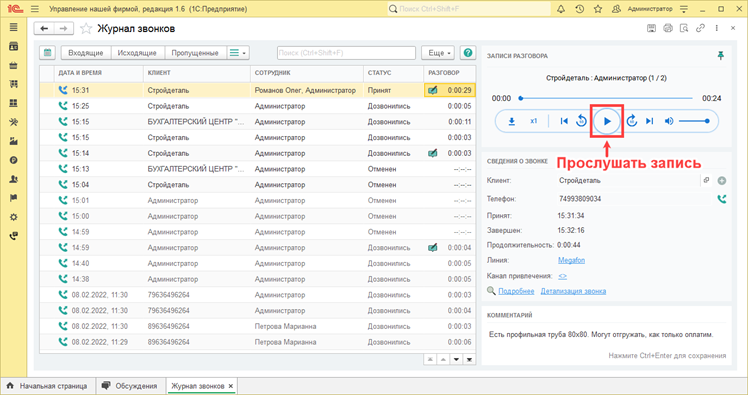 1С Управление нашей фирмой, редакция 1.6 (1С:Предприятие)
Поиск Ctrl+Shift+F
Администратор
Журнал звонков
Входящие Исходящие Пропущенные
Поиск (Ctrl+Shift+F)
Еще
?
ДАТА И ВРЕМЯ КЛИЕНТ СОТРУДНИК СТАТУС РАЗГОВОР
15:31 Стройдеталь Романов Олег, Администратор Принят 0:00:29
15:25 Стройдеталь Администратор Дозвонились 0:00:05
15:15 БУХГАЛТЕРСКИЙ ЦЕНТР "... Администратор Дозвонились 0:00:11
15:15 Стройдеталь Администратор Дозвонились 0:00:03
15:14 Стройдеталь Администратор Дозвонились 0:00:03
15:13 БУХГАЛТЕРСКИЙ ЦЕНТР "... Администратор Отменен --:--:--
15:04 Стройдеталь Администратор Отменен --:--:--
15:01 Администратор Администратор Отменен --:--:--
15:00 Администратор Администратор Отменен --:--:--
14:59 Администратор Администратор Отменен --:--:--
14:59 Администратор Администратор Дозвонились 0:00:04
14:40 Администратор Администратор Дозвонились 0:00:05
14:38 Администратор Администратор Дозвонились 0:00:05
08.02.2022, 11:30 79636496264 Администратор Дозвонились 0:00:03
08.02.2022, 11:30 79636496264 Администратор Дозвонились 0:00:04
08.02.2022, 11:30 89636496264 Петрова Марианна Дозвонились 0:00:03
08.02.2022, 11:29 89636496264 Петрова Марианна Дозвонились 0:00:06
ЗАПИСИ РАЗГОВОРА
Стройдеталь : Администратор (1 / 2)
00:00 00:24
x1
Прослушать запись
СВЕДЕНИЯ О ЗВОНКЕ
Клиент: Стройдеталь
Телефон: 74993809034
Принят: 15:31:34
Завершен: 15:32:16
Продолжительность: 0:00:44
Линия: Megafon
Канал привлечения: <>
Подробнее Детализация звонка
КОММЕНТАРИЙ
Есть профильная труба 80х80. Могут отгружать, как только оплатим.
Нажмите Ctrl+Enter для сохранения
Начальная страница Обсуждения Журнал звонков